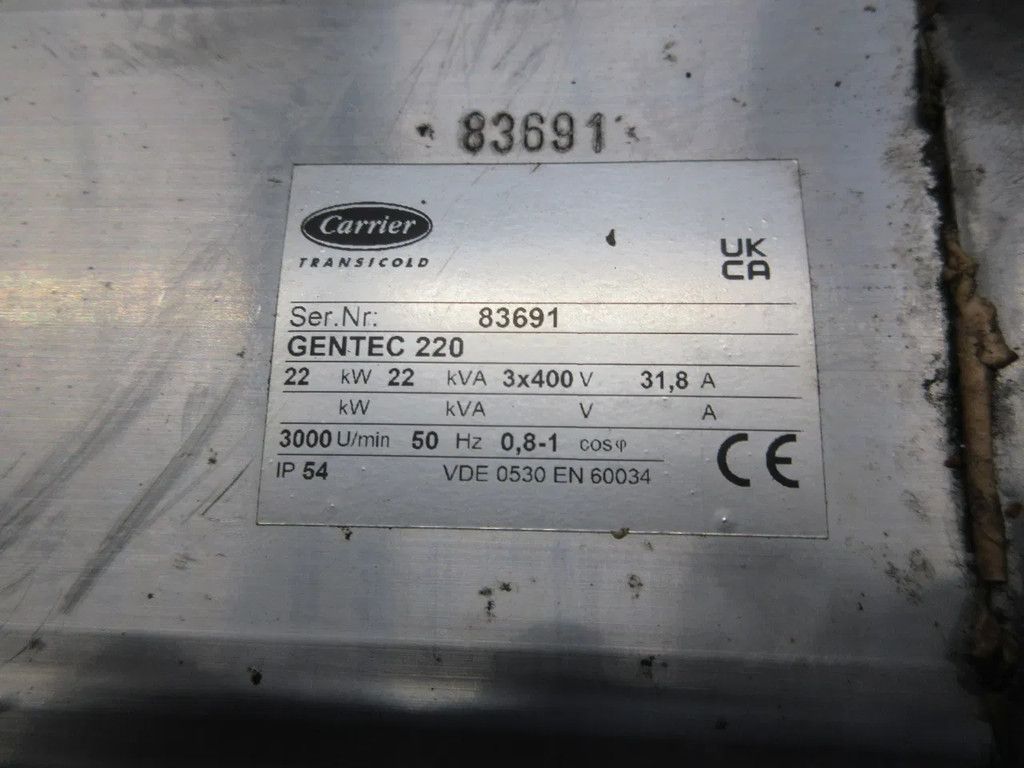 83691
Carrier
TRANSICOLD
UK
CA
Ser.Nr: 83691
GENTEC 220
22 kW 22 kVA 3x400 V 31,8 A
kW kVA V A
3000 U/min 50 Hz 0,8-1 cosφ
IP 54 VDE 0530 EN 60034 CE